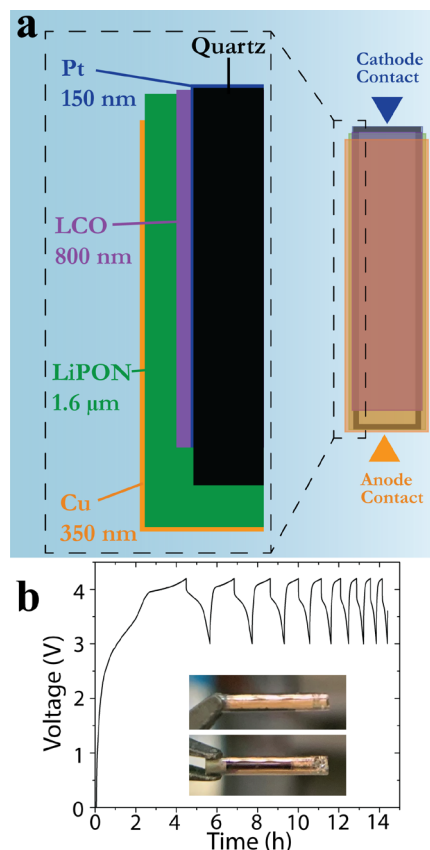 a
Quartz
Pt
150 nm
LCO
800 nm
LiPON
1.6 µm
Cu
350 nm
Cathode
Contact
Anode
Contact
b
Voltage (V)
4
3
2
1
0
0 2 4 6 8 10 12 14
Time (h)